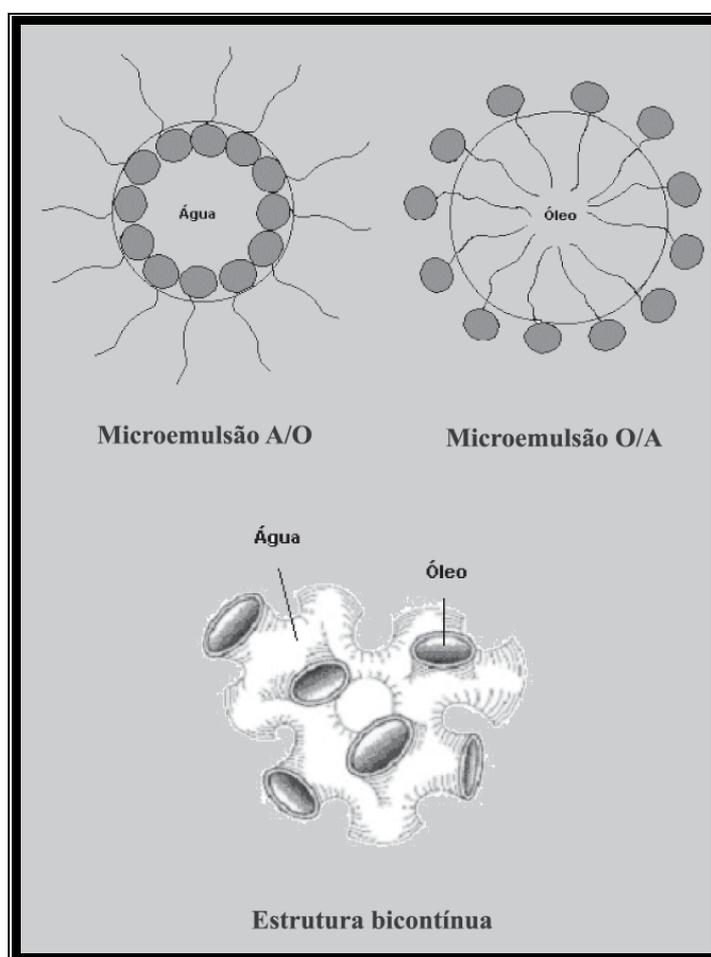 Água
Óleo
Microemulsão A/O
Microemulsão O/A
Água
Óleo
Estrutura bicontínua